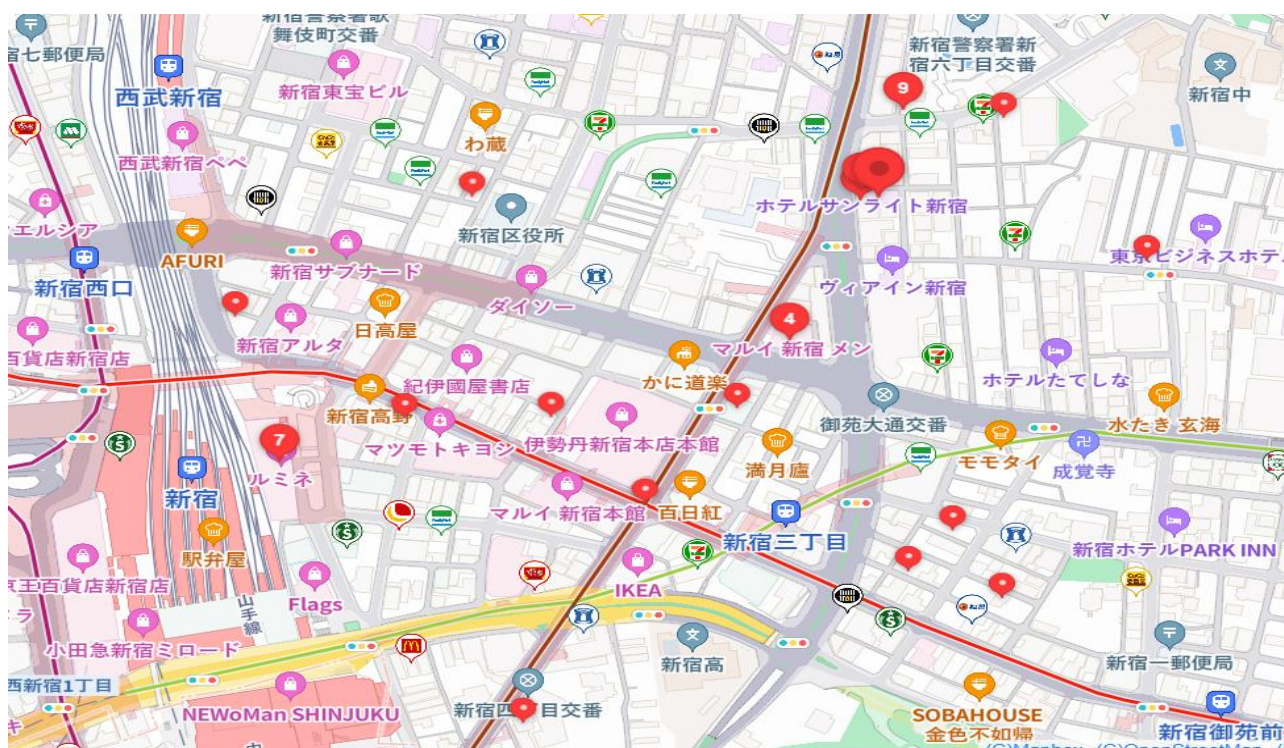 新宿警察署歌
舞伎町交番
宿七郵便局
西武新宿
新宿東宝ビル
新宿警察署新
宿六丁目交番
新宿中
9
西武新宿ペペ
わ蔵
エルシア
AFURI
新宿西口
新宿区役所
新宿サブナード
ダイソー
ホテルサンライト新宿
ヴィアイン新宿
東京ビジネスホテ
百貨店新宿店
新宿アルタ
日高屋
4
マルイ 新宿 メン
紀伊國屋書店
かに道楽
ホテルたてしな
新宿高野
マツモトキヨシ
伊勢丹新宿本店本館
御苑大通交番
水たき 玄海
7
ルミネ
新宿
満月廬
モモタイ
成覚寺
マルイ 新宿本館
百日紅
新宿三丁目
駅弁屋
新宿ホテルPARK INN
京王百貨店新宿店
Flags
IKEA
山手線
小田急新宿ミロード
新宿高
新宿一郵便局
西新宿1丁目
NEWoMan SHINJUKU
新宿四丁目交番
SOBAHOUSE
金色不如帰
新宿御苑前